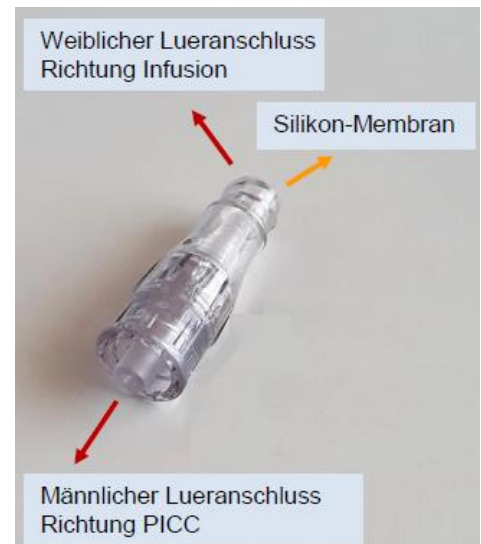 Weiblicher Lueranschluss
Richtung Infusion
Silikon-Membran
Männlicher Lueranschluss
Richtung PICC